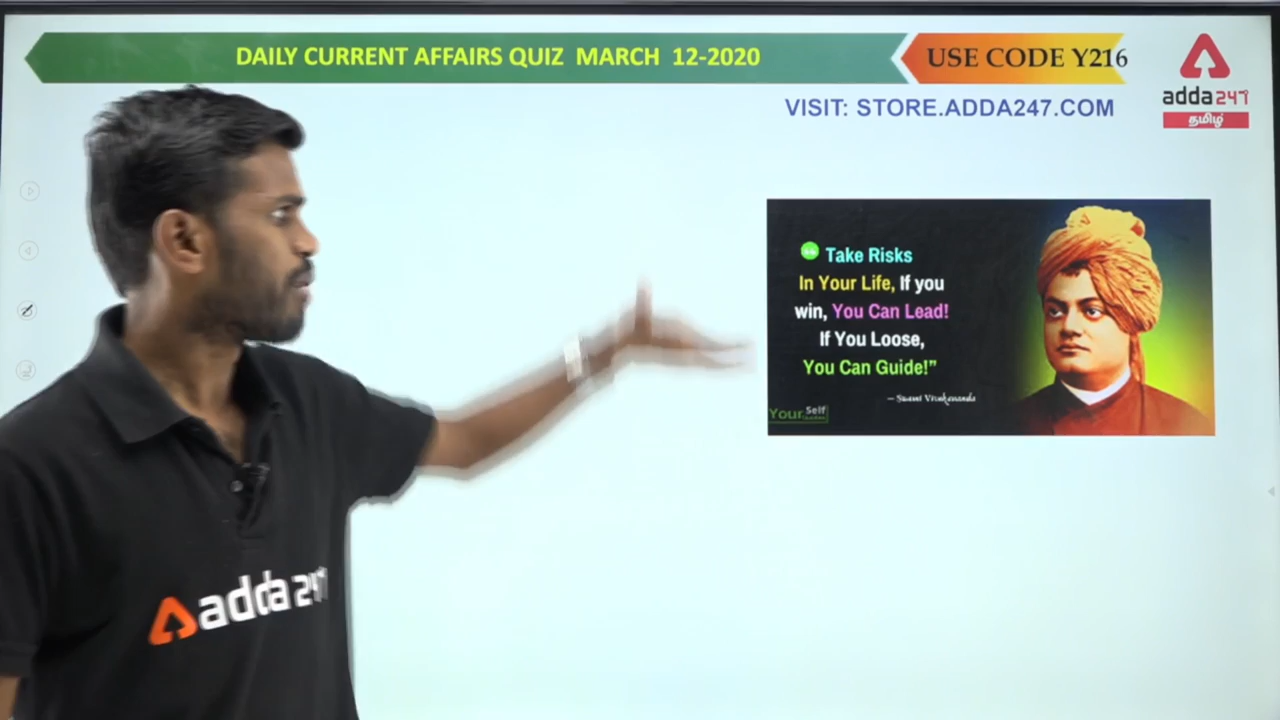 DAILY CURRENT AFFAIRS QUIZ MARCH 12-2020
USE CODE Y216
VISIT: STORE.ADDA247.COM
adda247
தமிழ்
Take Risks
In Your Life, If you
win, You Can Lead!
If You Loose,
You Can Guide!”
– Swami Vivekananda
Your Self
adda247